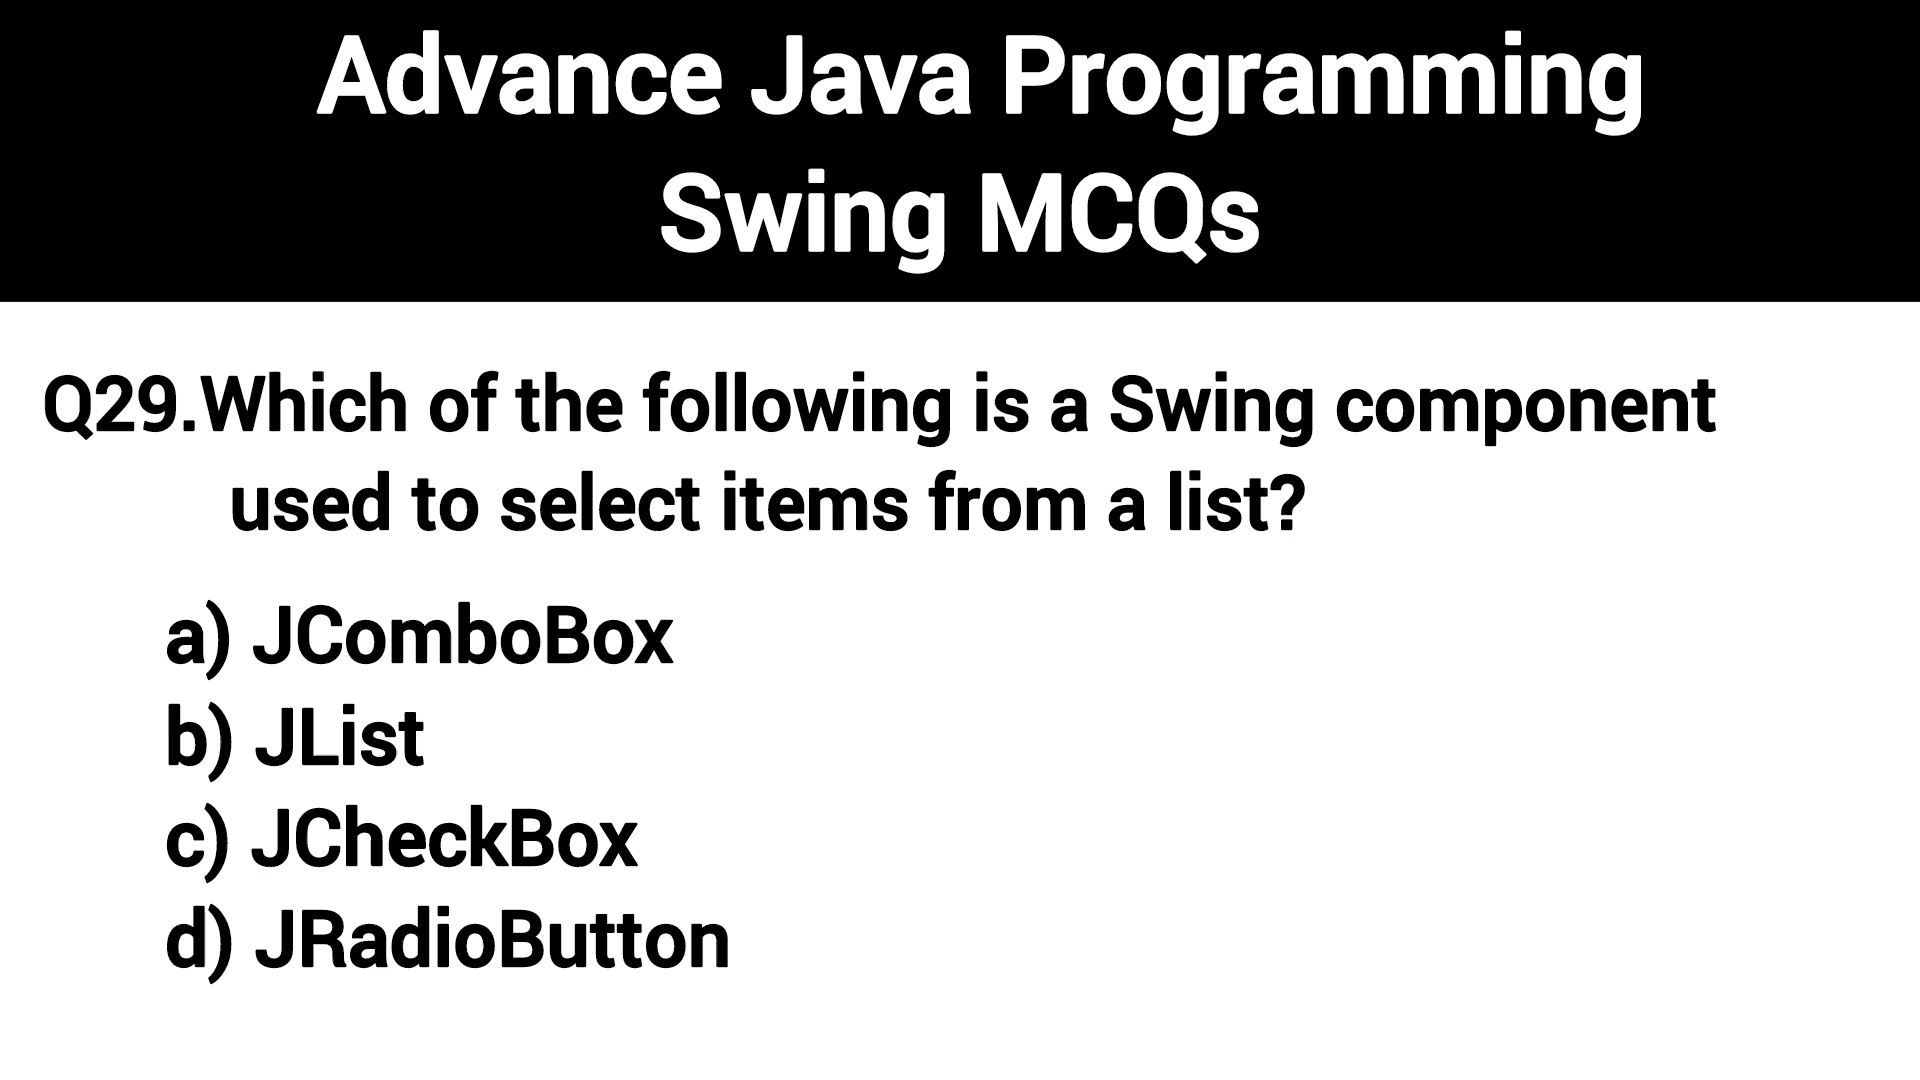 Advance Java Programming
Swing MCQs
Q29.Which of the following is a Swing component
used to select items from a list?
a) JComboBox
b) JList
c) JCheckBox
d) JRadioButton